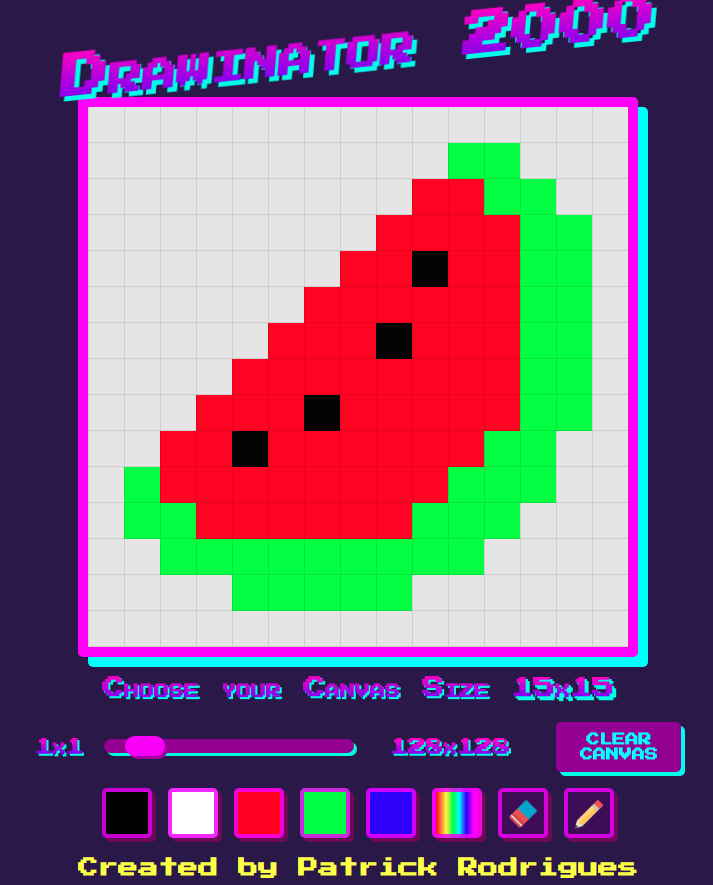 Drawinator 2000
Choose your Canvas Size 15x15
1x1
128x128
CLEAR
CANVAS
Created by Patrick Rodrigues